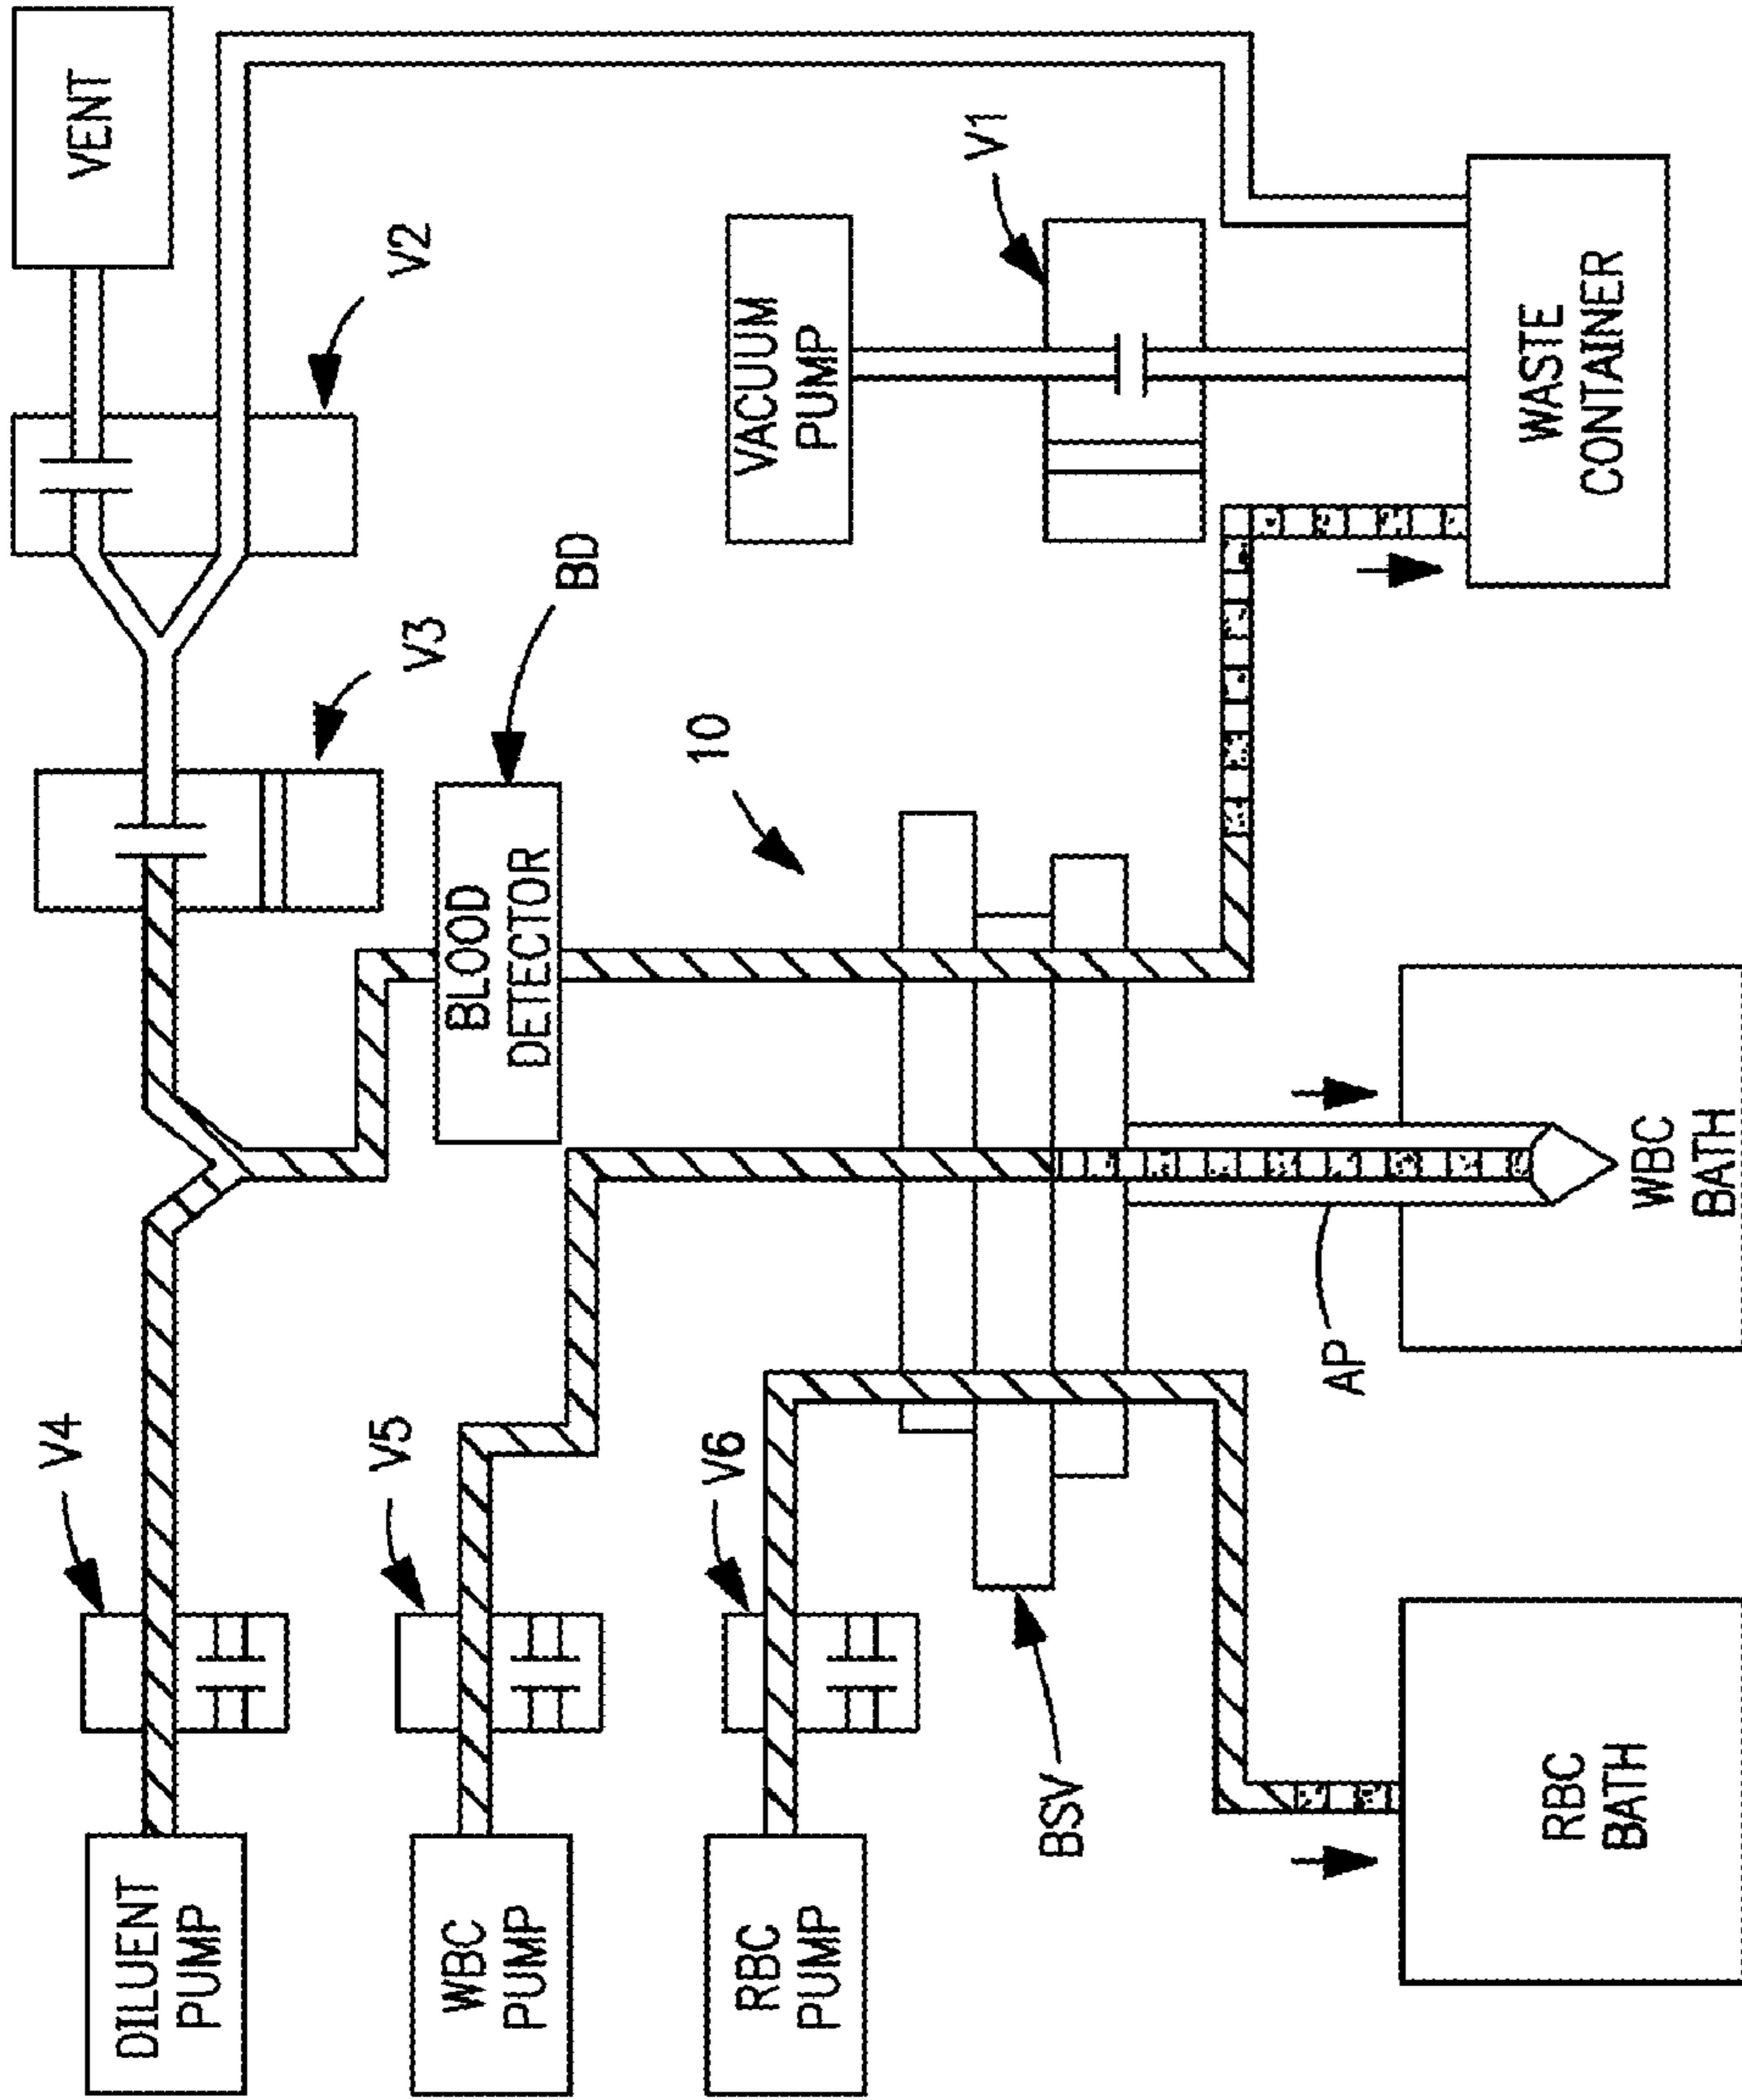 DILUENT
PUMP
V4
V3
V2
VENT
WBC
PUMP
V5
BLOOD
DETECTOR
BD
RBC
PUMP
V6
10
VACUUM
PUMP
V1
BSV
AP
RBC
BATH
WBC
BATH
WASTE
CONTAINER